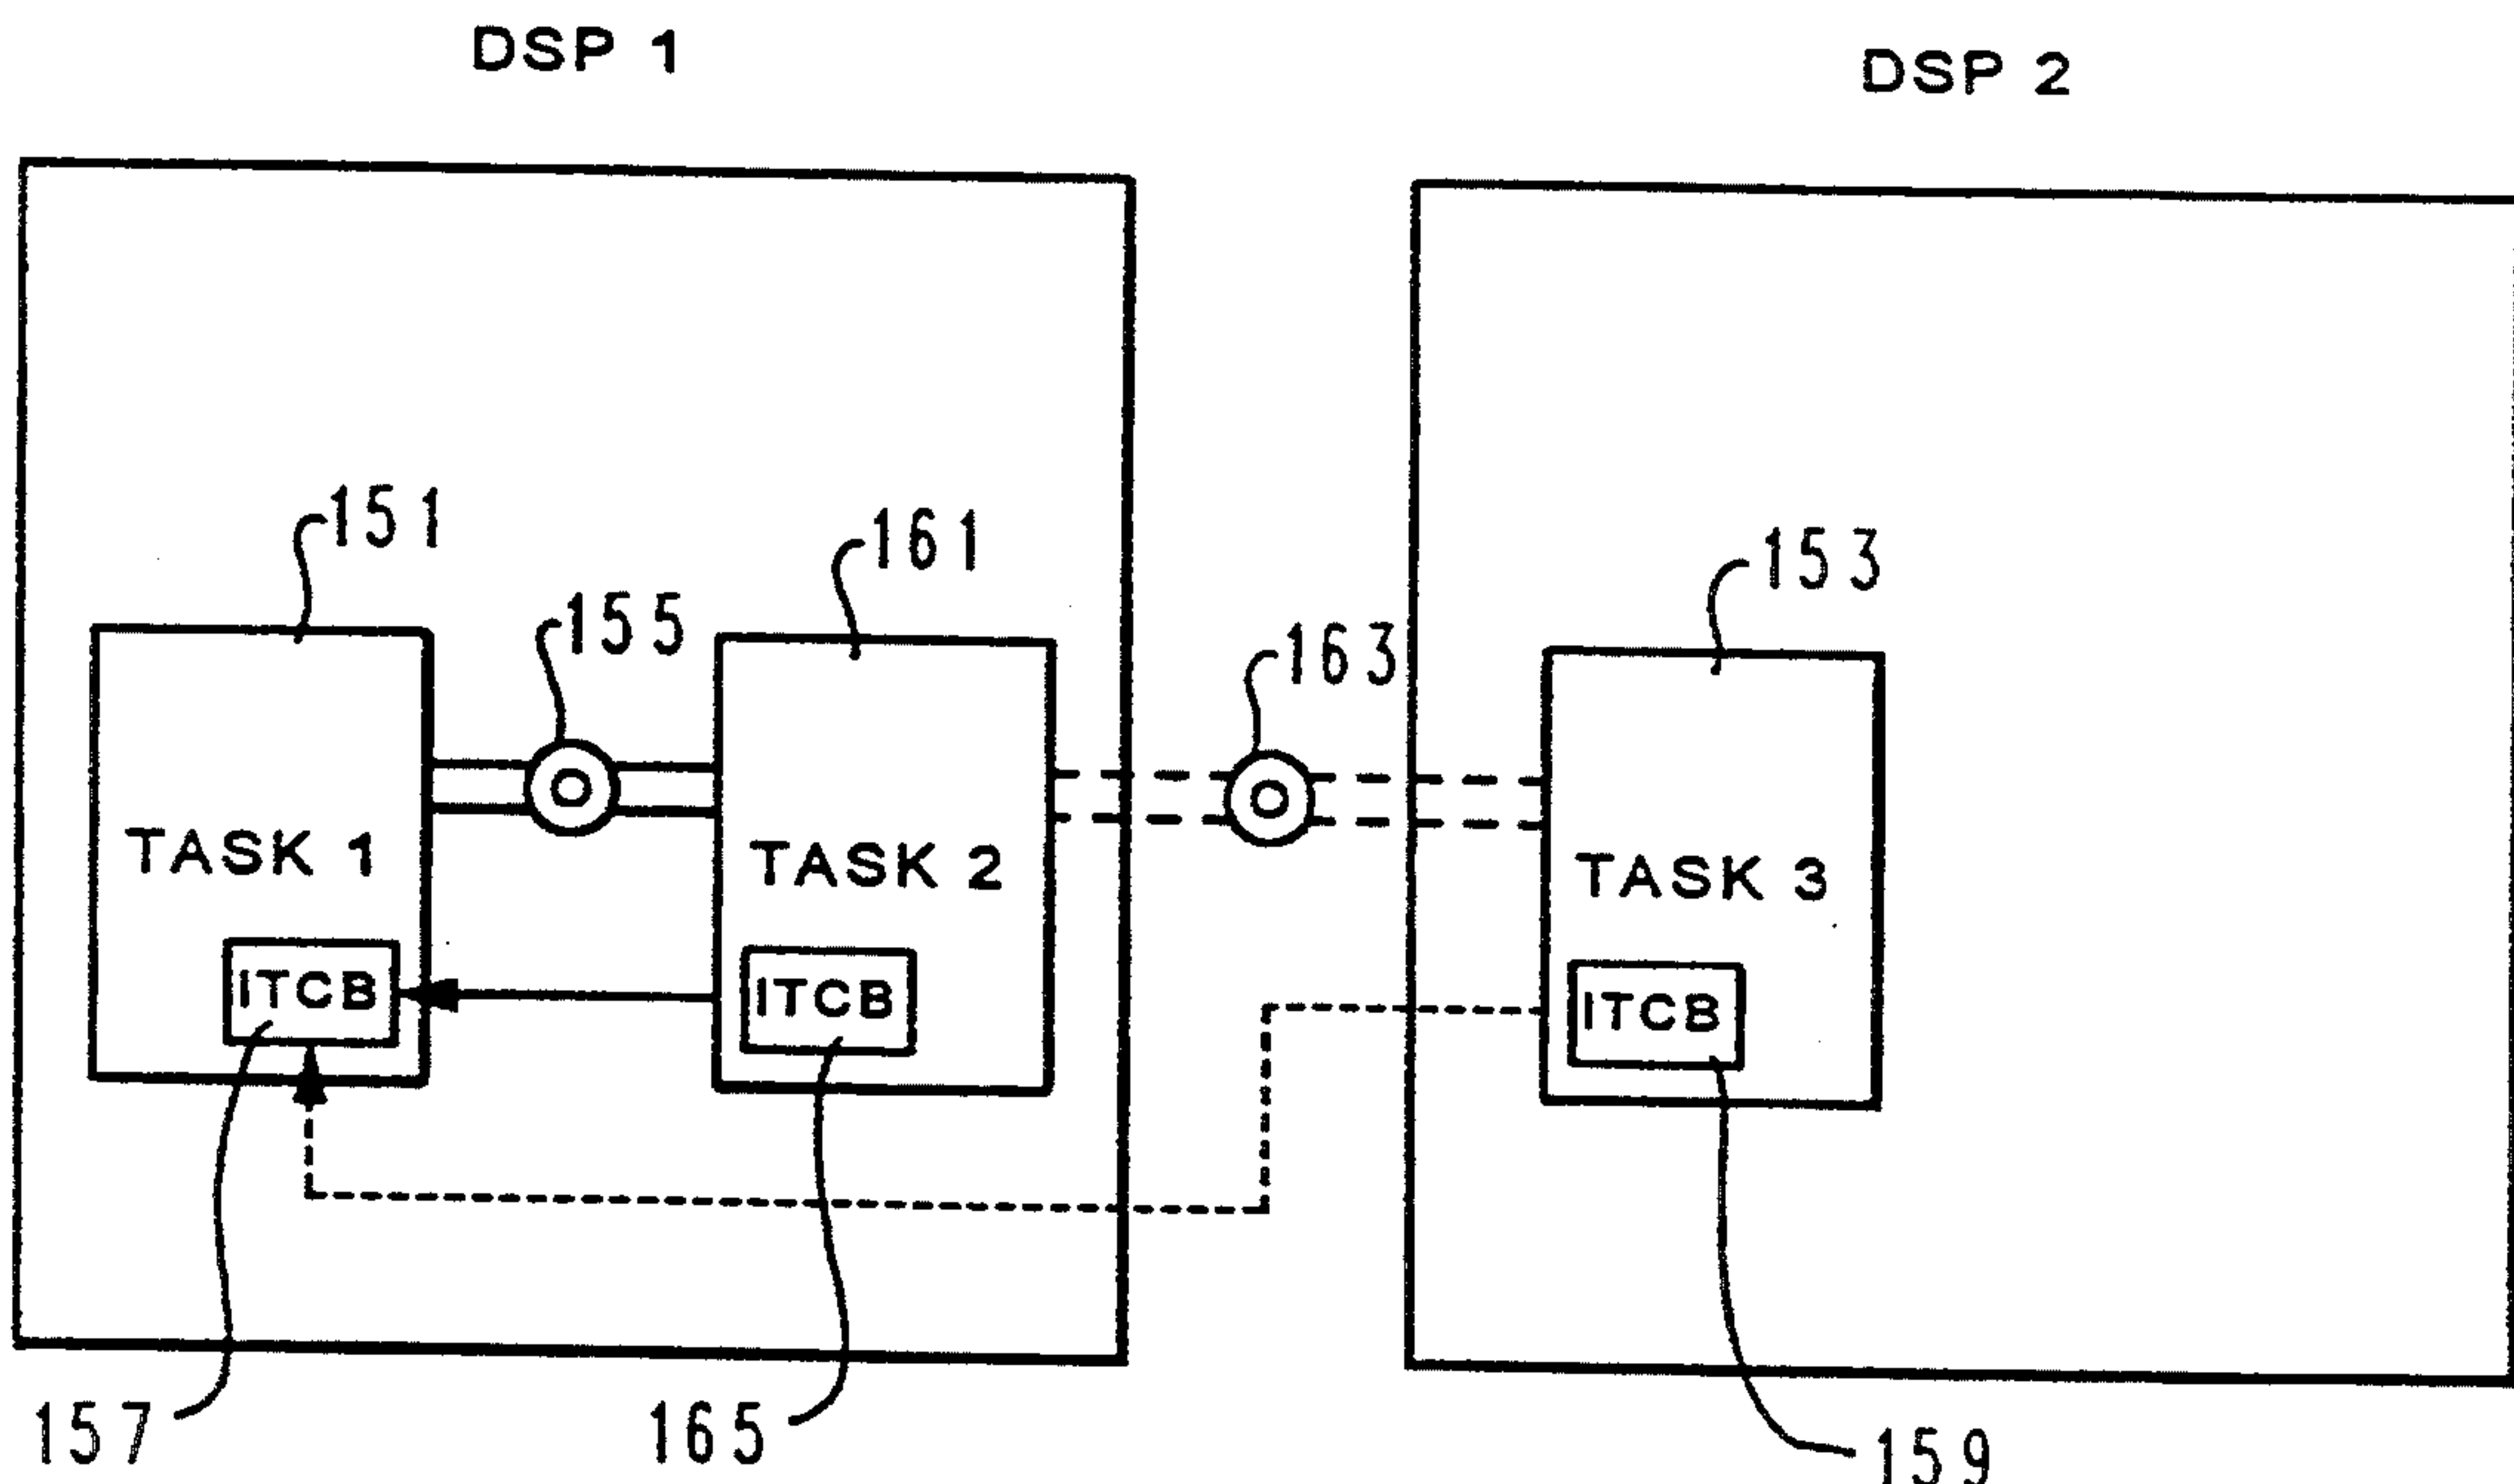 DSP 1
DSP 2
151
161
153
155
163
TASK 1
TASK 2
TASK 3
ITCB
ITCB
ITCB
157
165
159